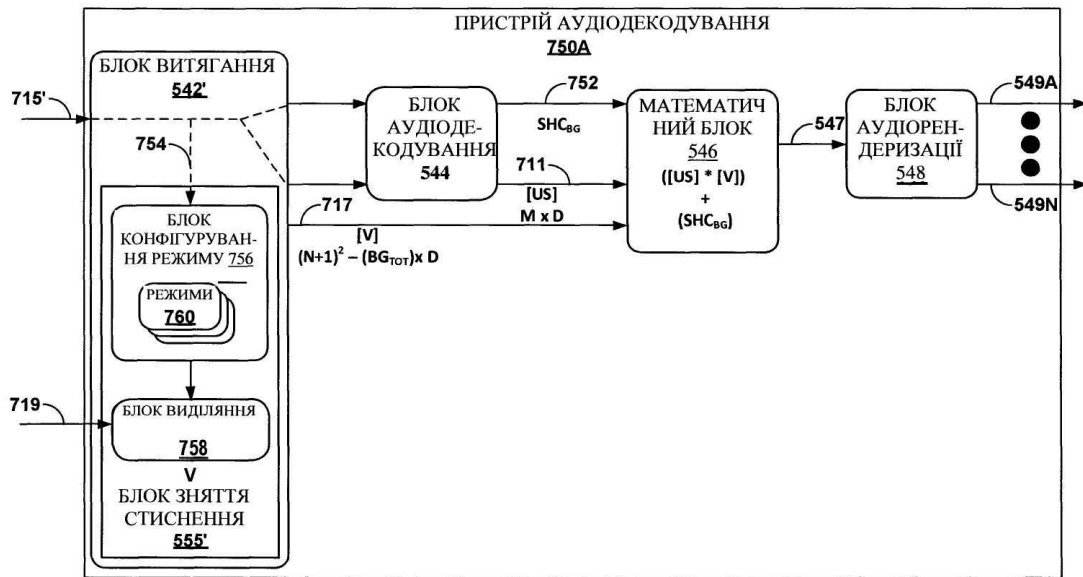 ПРИСТРІЙ АУДІОДЕКОДУВАННЯ
750A
БЛОК ВИТЯГАННЯ
542'
715'
754
БЛОК
АУДІОДЕ-
КОДУВАННЯ
544
752
SHC_BG
711
[US]
M x D
717
[V]
(N+1)² – (BG_TOT)x D
МАТЕМАТИЧ
НИЙ БЛОК
546
([US] * [V])
+
(SHC_BG)
547
БЛОК
АУДІОРЕН-
ДЕРИЗАЦІЇ
548
549A
549N
БЛОК
КОНФІГУРУВАН-
НЯ РЕЖИМУ 756
РЕЖИМИ
760
719
БЛОК ВИДІЛЯННЯ
758
V
БЛОК ЗНЯТТЯ
СТИСНЕННЯ
555'